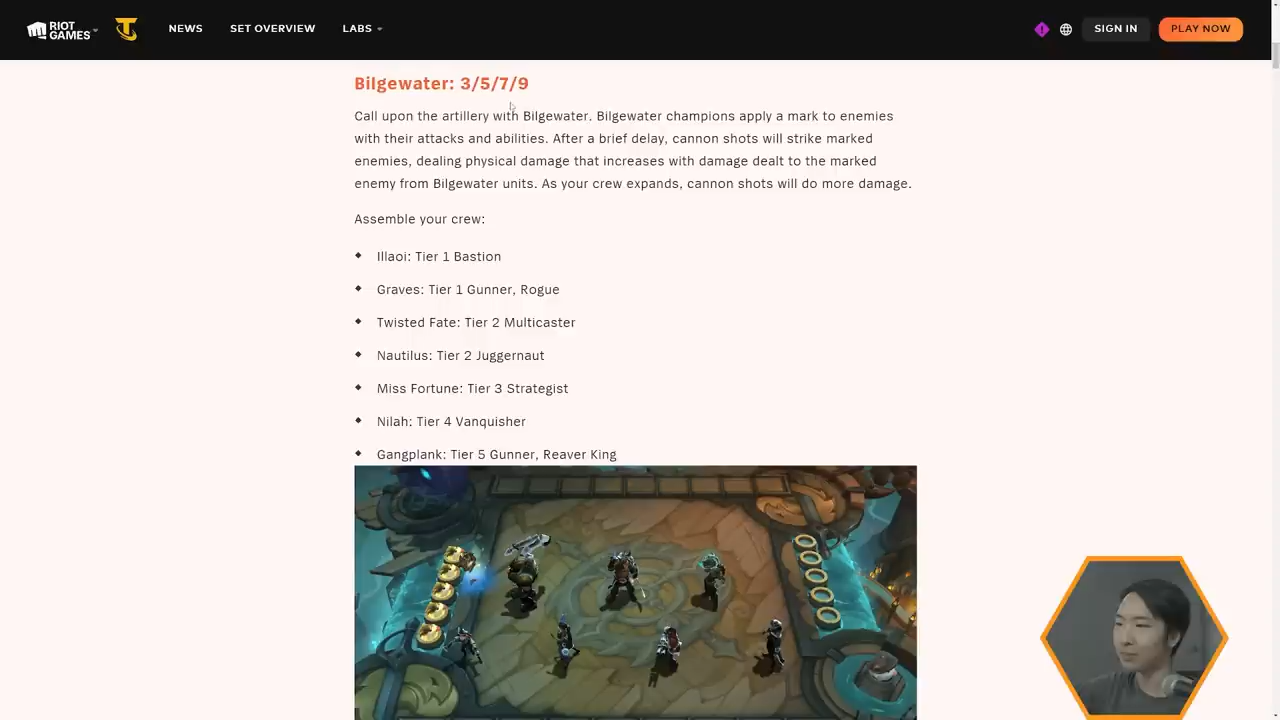 RIOT GAMES
NEWS
SET OVERVIEW
LABS
SIGN IN
PLAY NOW
Bilgewater: 3/5/7/9
Call upon the artillery with Bilgewater. Bilgewater champions apply a mark to enemies
with their attacks and abilities. After a brief delay, cannon shots will strike marked
enemies, dealing physical damage that increases with damage dealt to the marked
enemy from Bilgewater units. As your crew expands, cannon shots will do more damage.
Assemble your crew:
Illaoi: Tier 1 Bastion
Graves: Tier 1 Gunner, Rogue
Twisted Fate: Tier 2 Multicaster
Nautilus: Tier 2 Juggernaut
Miss Fortune: Tier 3 Strategist
Nilah: Tier 4 Vanquisher
Gangplank: Tier 5 Gunner, Reaver King